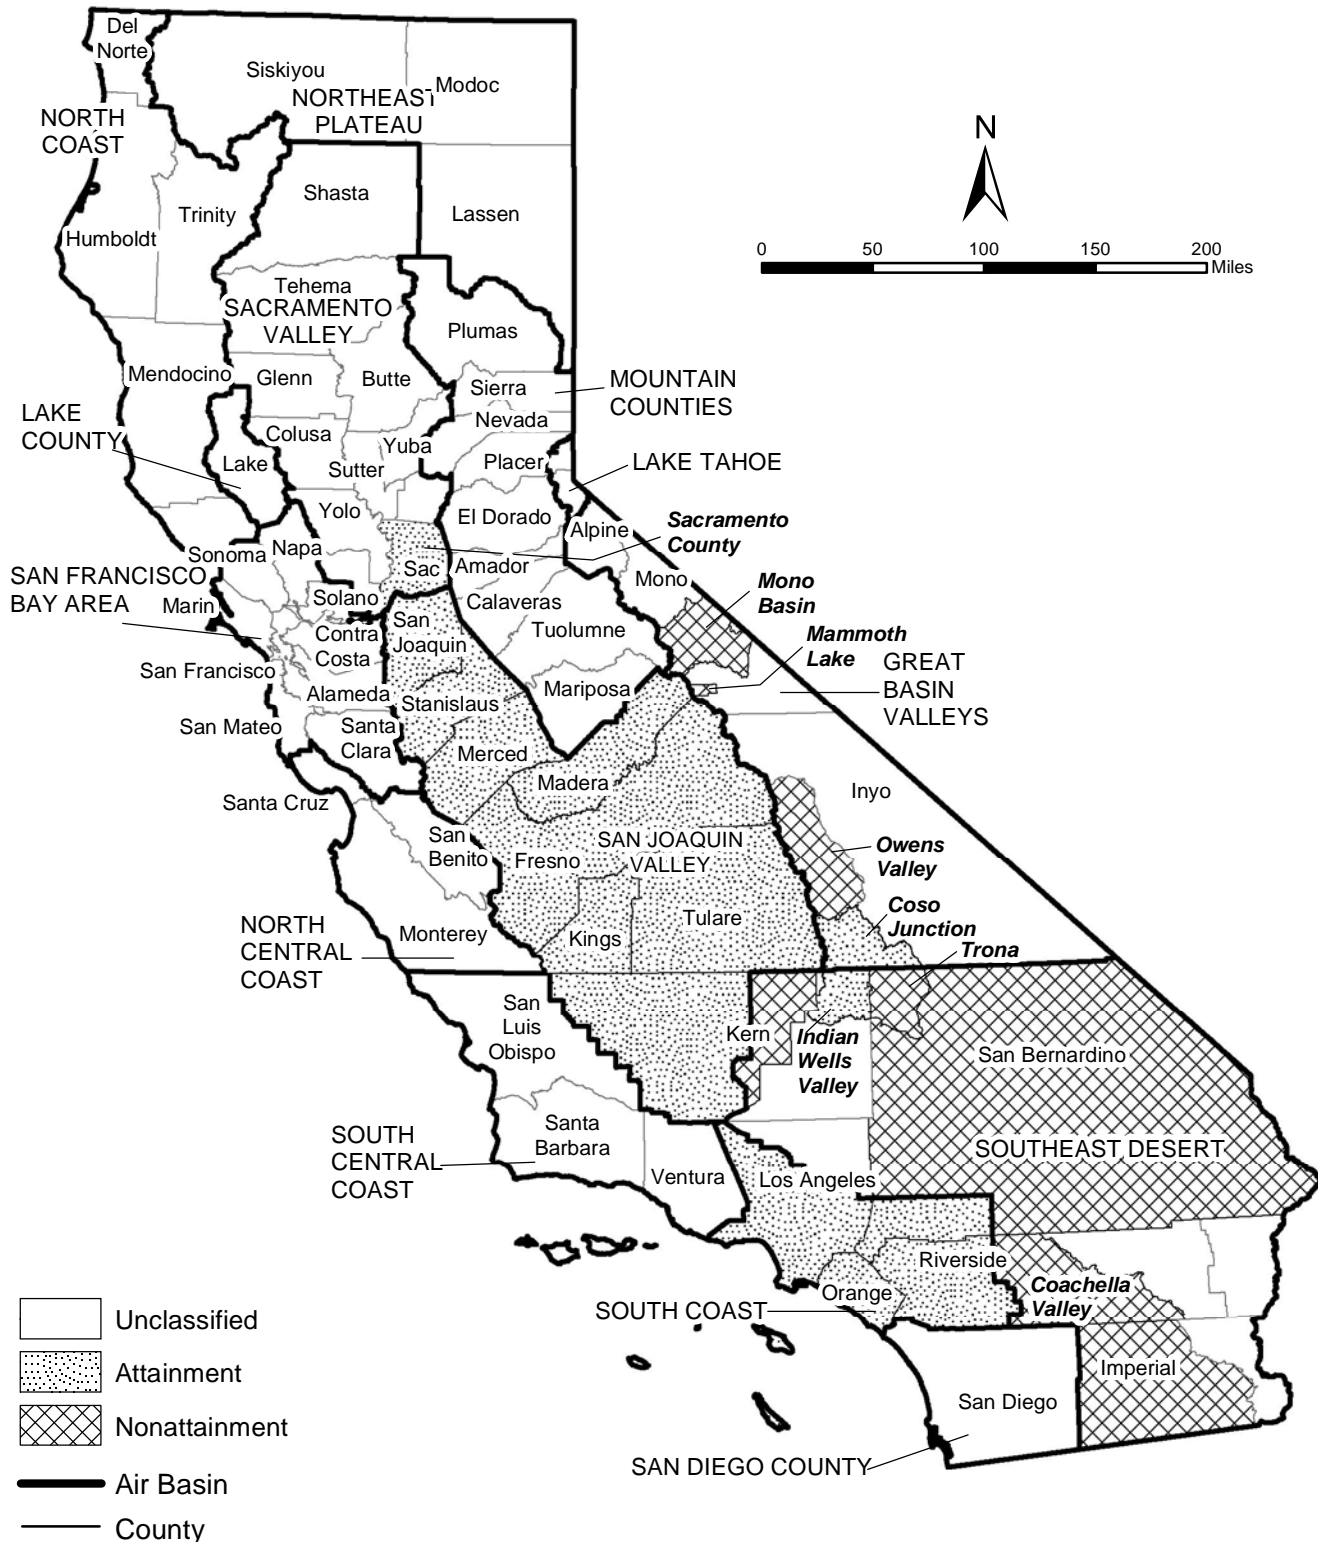 Del
Norte
Siskiyou
Modoc
NORTHEAST
PLATEAU
NORTH
COAST
N
Shasta
Trinity
Lassen
Humboldt
0 50 100 150 200
Miles
Tehema
SACRAMENTO
VALLEY
Plumas
Mendocino
Glenn
Butte
Sierra
MOUNTAIN
COUNTIES
LAKE
COUNTY
Nevada
Colusa
Yuba
Lake
Sutter
Placer
LAKE TAHOE
Yolo
El Dorado
Alpine
Sacramento
County
Sonoma
Napa
Sac
Amador
Mono
Mono
Basin
SAN FRANCISCO
BAY AREA
Marin
Solano
Calaveras
San
Joaquin
Tuolumne
Contra
Costa
Mammoth
Lake
GREAT
BASIN
VALLEYS
San Francisco
Alameda
Mariposa
Stanislaus
San Mateo
Santa
Clara
Merced
Madera
Inyo
Santa Cruz
San
Benito
SAN JOAQUIN
VALLEY
Fresno
Owens
Valley
Coso
Junction
Tulare
NORTH
CENTRAL
COAST
Monterey
Kings
Trona
San
Luis
Obispo
Kern
Indian
Wells
Valley
San Bernardino
Santa
Barbara
SOUTH
CENTRAL
COAST
SOUTHEAST DESERT
Ventura
Los Angeles
Riverside
Coachella
Valley
Orange
SOUTH COAST
Imperial
San Diego
SAN DIEGO COUNTY
Unclassified
Attainment
Nonattainment
Air Basin
County